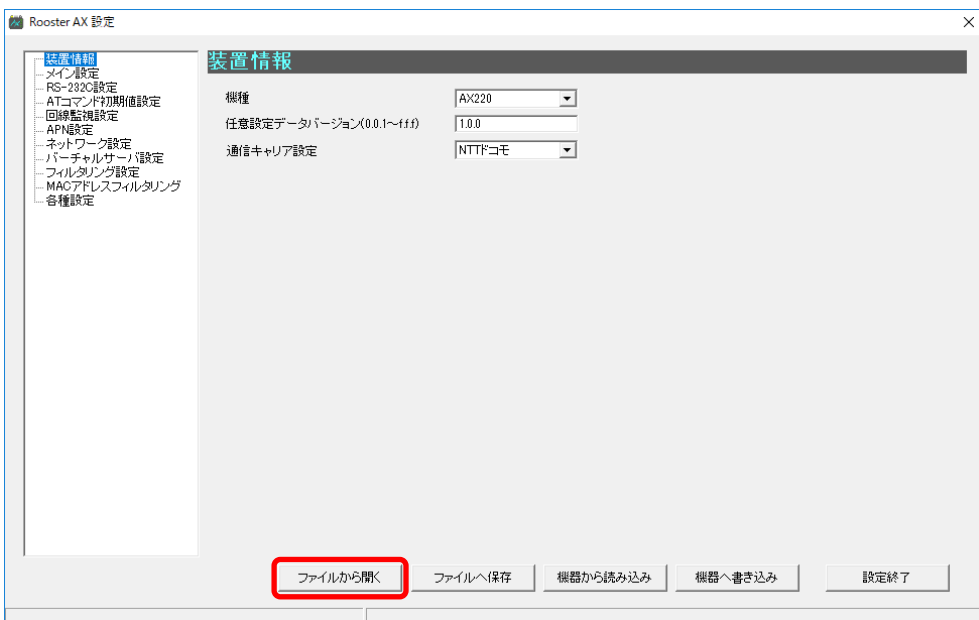 Rooster AX 設定
装置情報
メイン設定
RS-232C設定
ATコマンド初期値設定
回線監視設定
APN設定
ネットワーク設定
バーチャルサーバ設定
フィルタリング設定
MACアドレスフィルタリング
各種設定
装置情報
機種 AX220
任意設定データバージョン(0.0.1～f.f.f) 1.0.0
通信キャリア設定 NTTドコモ
ファイルから開く ファイルへ保存 機器から読み込み 機器へ書き込み 設定終了